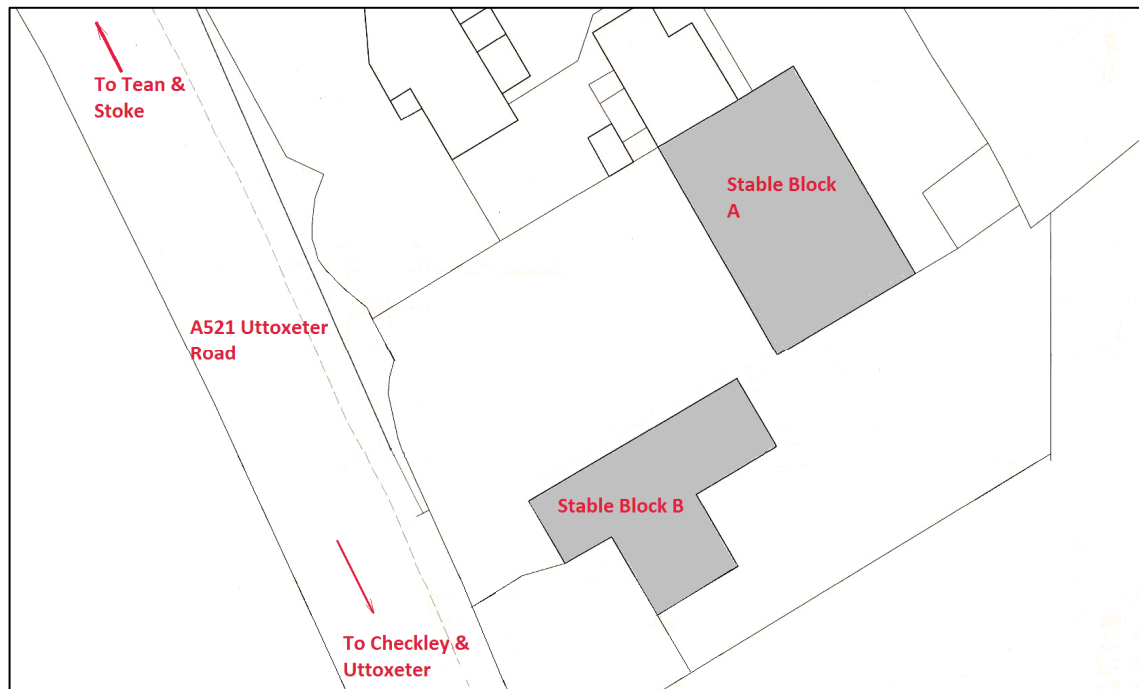 To Tean &
Stoke
Stable Block
A
A521 Uttoxeter
Road
Stable Block B
To Checkley &
Uttoxeter